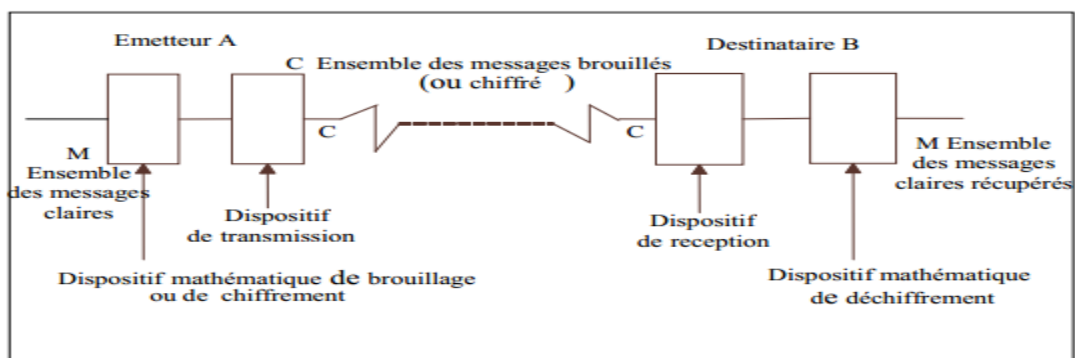 Emetteur A
Destinataire B
C Ensemble des messages brouillés
(ou chiffré )
C
C
M
Ensemble
des messages
claires
M Ensemble
des messages
claires récupérés
Dispositif
de transmission
Dispositif
de reception
Dispositif mathématique de brouillage
ou de chiffrement
Dispositif mathématique
de déchiffrement